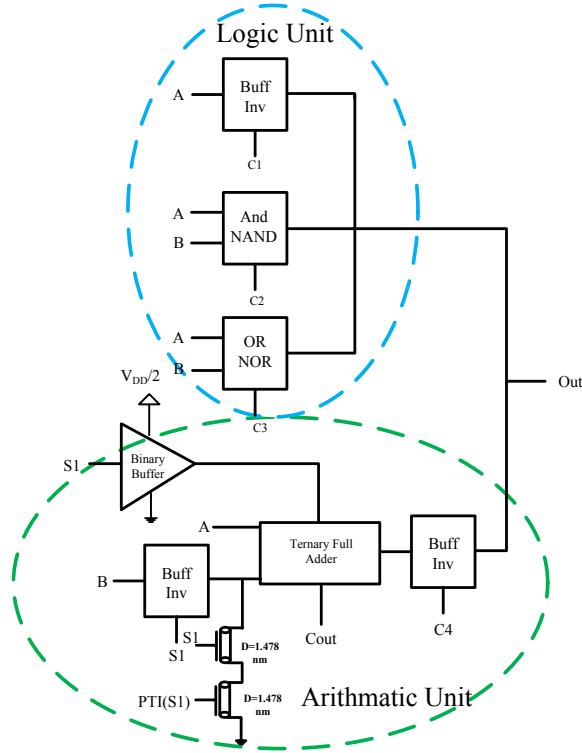 Logic Unit
A
Buff
Inv
C1
A
B
And
NAND
C2
A
B
OR
NOR
C3
V_DD/2
S1
Binary
Buffer
Out
A
Ternary Full
Adder
B
Buff
Inv
Buff
Inv
S1
S1
D=1.478
nm
Cout
C4
PTI(S1)
D=1.478
nm
Arithmatic Unit